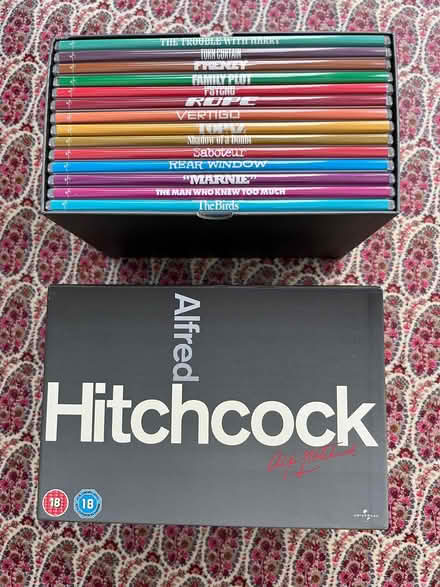 THE TROUBLE WITH HARRY
TORN CURTAIN
FRENZY
FAMILY PLOT
PSYCHO
ROPE
VERTIGO
TOPAZ
Shadow of a Doubt
Saboteur
REAR WINDOW
"MARNIE"
THE MAN WHO KNEW TOO MUCH
The Birds
Alfred
Hitchcock
18
18
UNIVERSAL